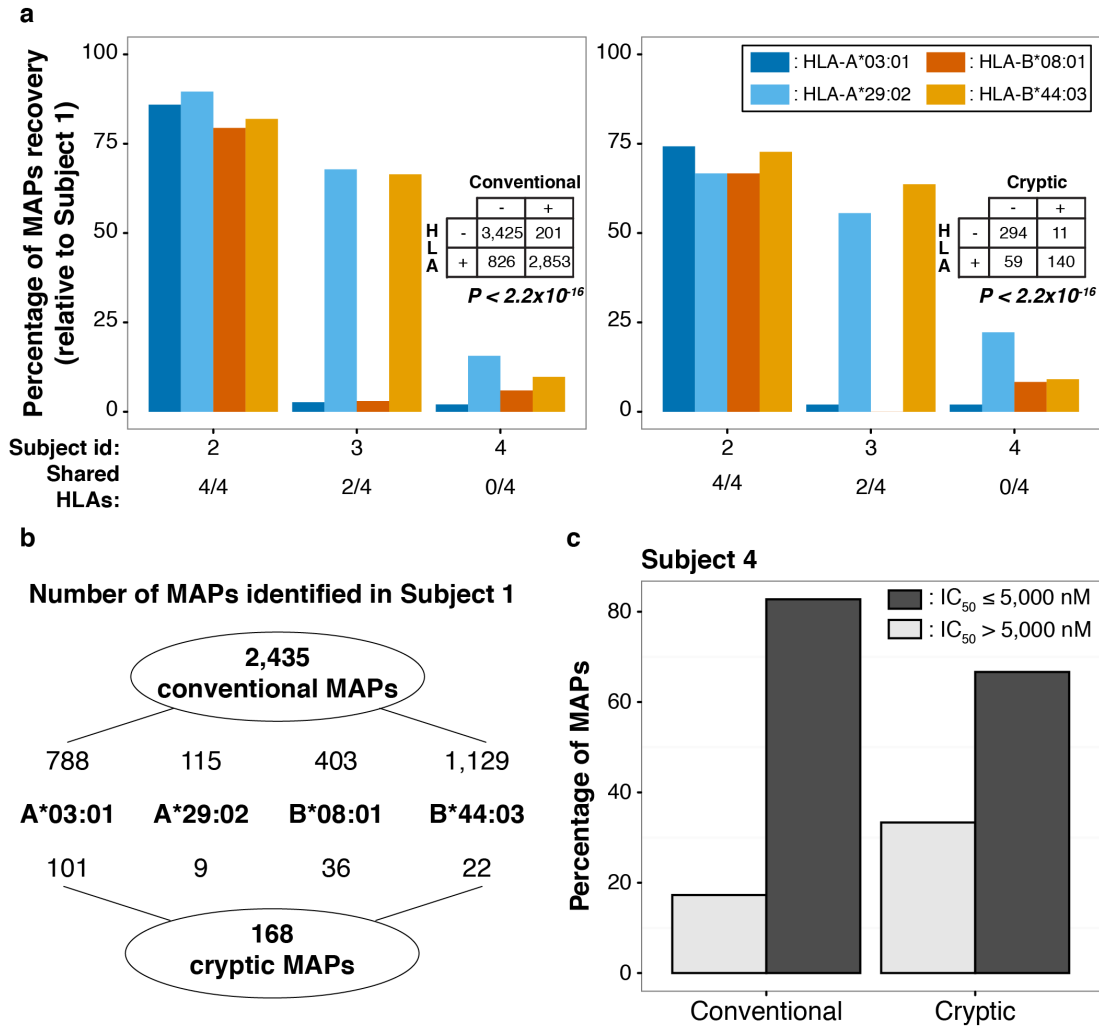 a
Percentage of MAPs recovery
(relative to Subject 1)
100
75
50
25
0
Conventional
- +
HLA
- 3,425 201
+ 826 2,853
P < 2.2x10-16
100
75
50
25
0
: HLA-A*03:01 : HLA-B*08:01
: HLA-A*29:02 : HLA-B*44:03
Cryptic
- +
HLA
- 294 11
+ 59 140
P < 2.2x10-16
Subject id: 2 3 4 2 3 4
Shared
HLAs: 4/4 2/4 0/4 4/4 2/4 0/4
b
Number of MAPs identified in Subject 1
2,435
conventional MAPs
788 115 403 1,129
A*03:01 A*29:02 B*08:01 B*44:03
101 9 36 22
168
cryptic MAPs
c
Subject 4
Percentage of MAPs
80
60
40
20
0
: IC50 ≤ 5,000 nM
: IC50 > 5,000 nM
Conventional Cryptic